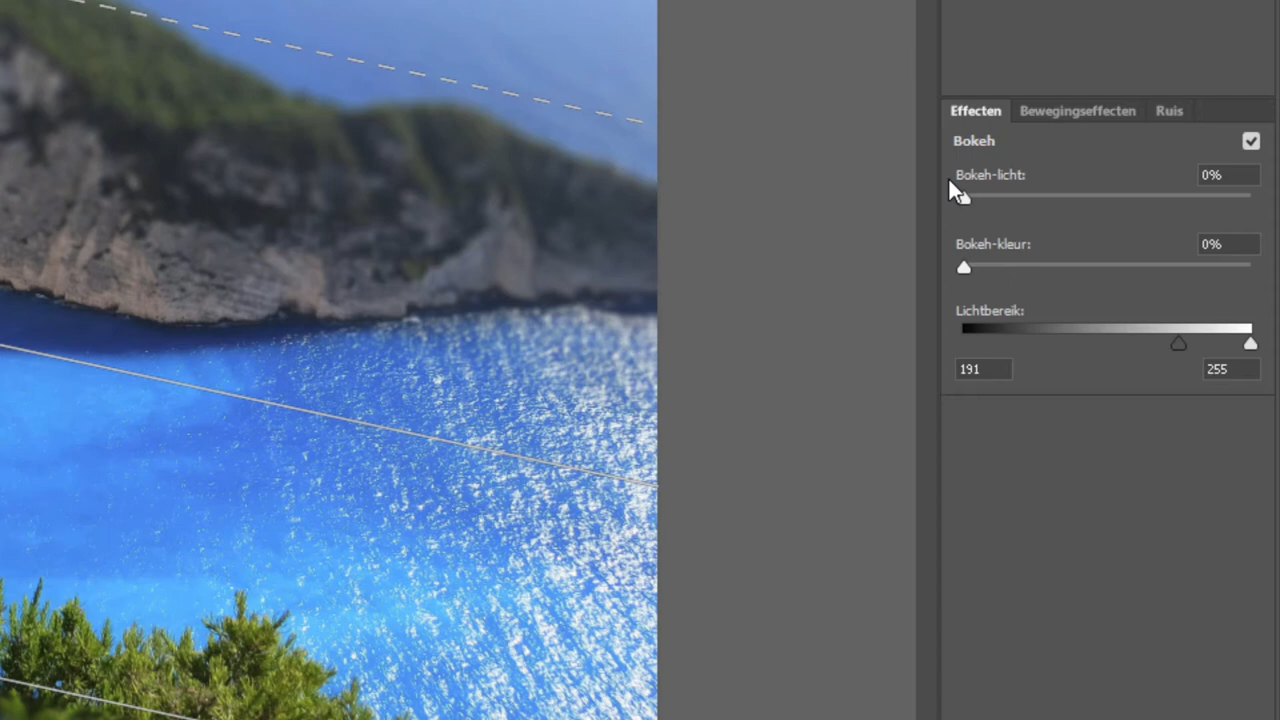 Effecten Bewegingseffecten Ruis
Bokeh
Bokeh-licht: 0%
Bokeh-kleur: 0%
Lichtbereik:
191 255